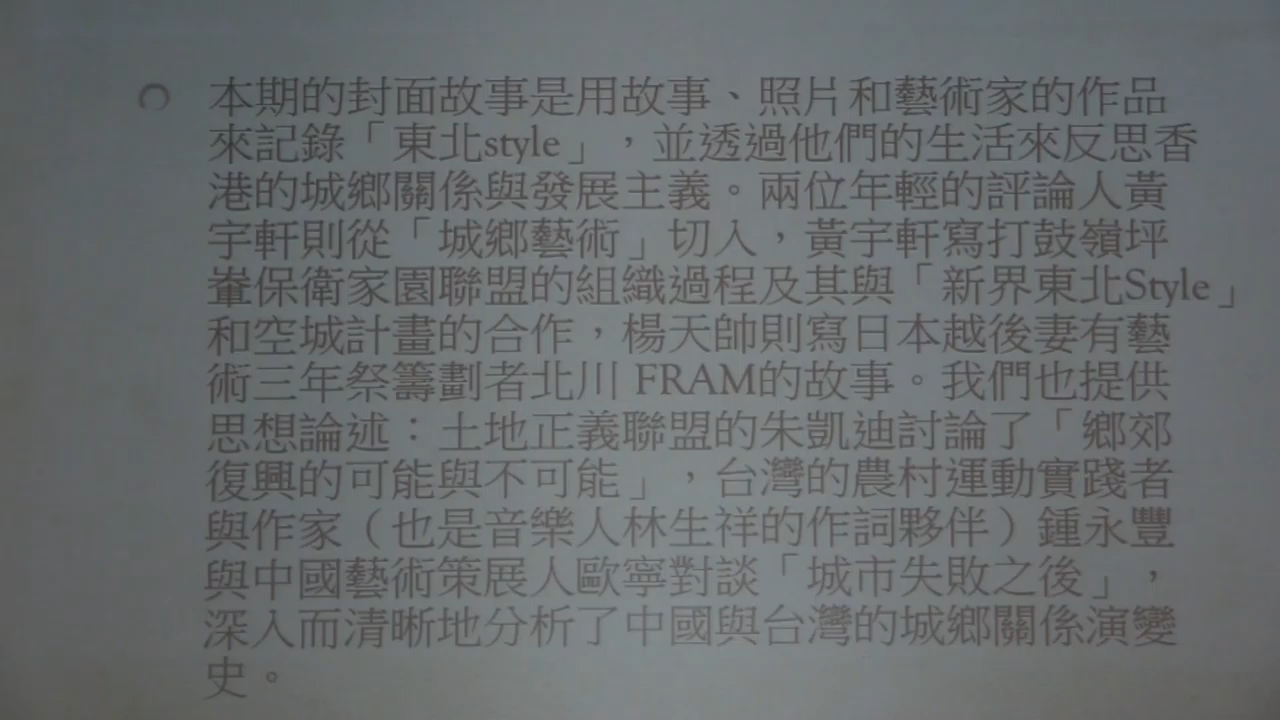 本期的封面故事是用故事、照片和藝術家的作品
來記錄「東北style」，並透過他們的生活來反思香
港的城鄉關係與發展主義。兩位年輕的評論人黃
宇軒則從「城鄉藝術」切入，黃宇軒寫打鼓嶺坪
輋保衛家園聯盟的組織過程及其與「新界東北Style」
和空城計畫的合作，楊天帥則寫日本越後妻有藝
術三年祭籌劃者北川 FRAM的故事。我們也提供
思想論述：土地正義聯盟的朱凱迪討論了「鄉郊
復興的可能與不可能」，台灣的農村運動實踐者
與作家（也是音樂人林生祥的作詞夥伴）鍾永豐
與中國藝術策展人歐寧對談「城市失敗之後」，
深入而清晰地分析了中國與台灣的城鄉關係演變
史。